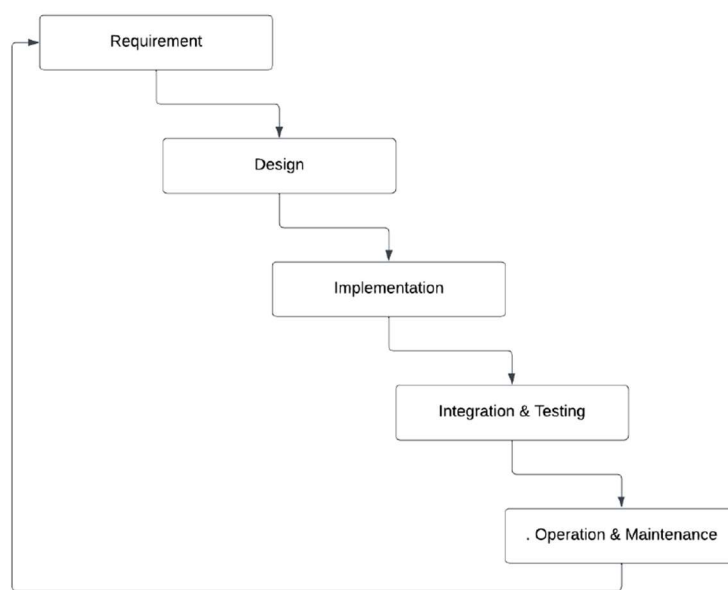 Requirement
Design
Implementation
Integration & Testing
. Operation & Maintenance